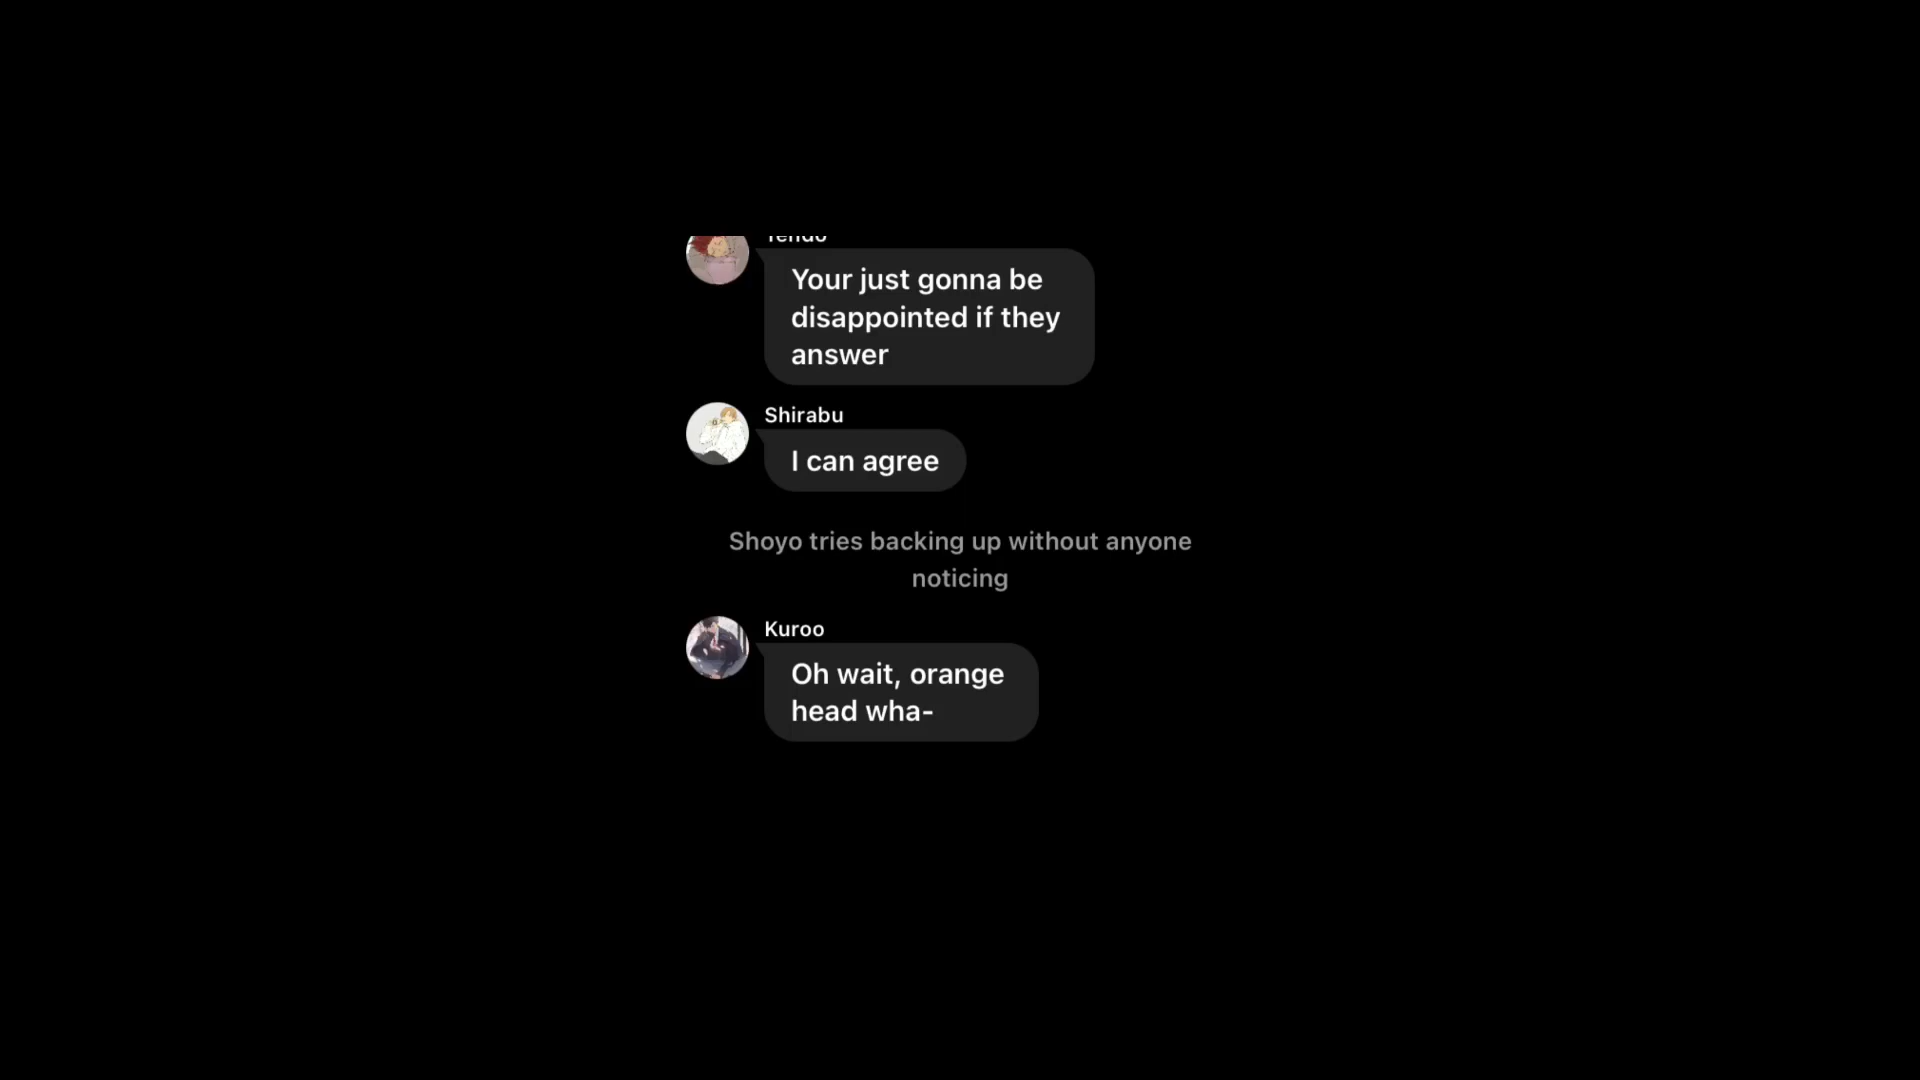 Tendo
Your just gonna be
disappointed if they
answer
Shirabu
I can agree
Shoyo tries backing up without anyone
noticing
Kuroo
Oh wait, orange
head wha-